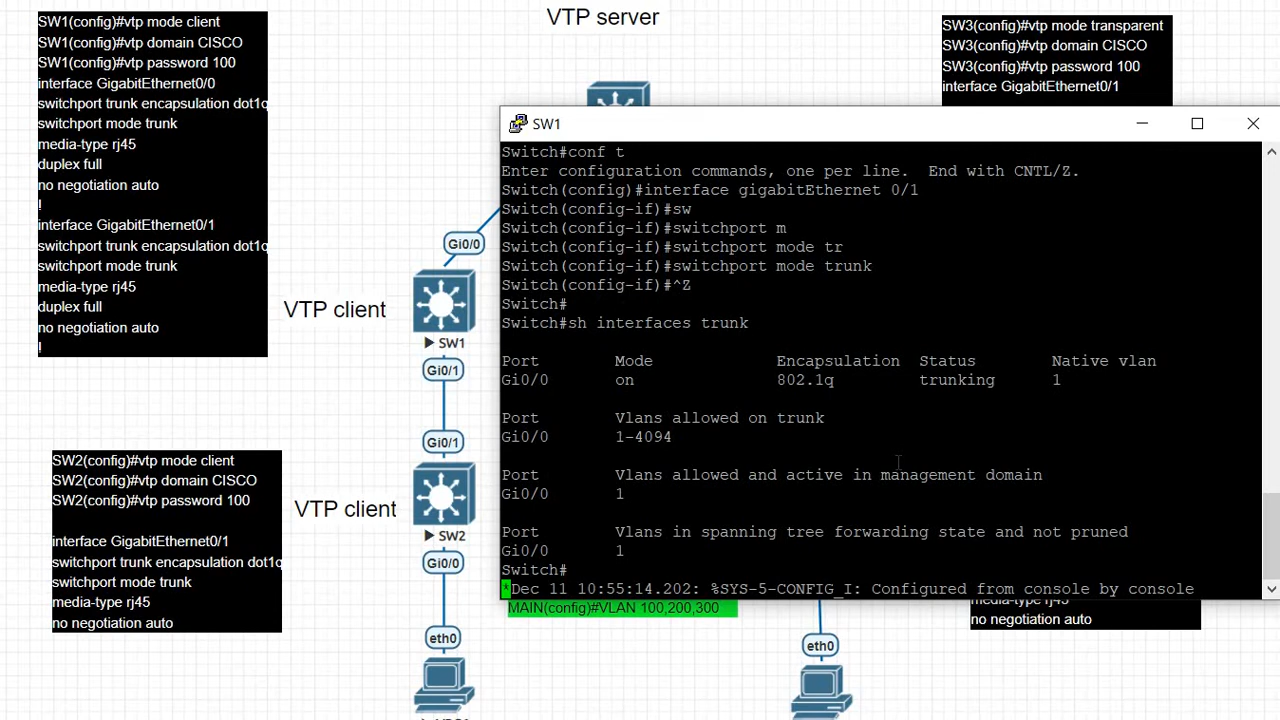 VTP server
SW1(config)#vtp mode client
SW1(config)#vtp domain CISCO
SW1(config)#vtp password 100
interface GigabitEthernet0/0
switchport trunk encapsulation dot1q
switchport mode trunk
media-type rj45
duplex full
no negotiation auto
!
interface GigabitEthernet0/1
switchport trunk encapsulation dot1q
switchport mode trunk
media-type rj45
duplex full
no negotiation auto
!
SW3(config)#vtp mode transparent
SW3(config)#vtp domain CISCO
SW3(config)#vtp password 100
interface GigabitEthernet0/1
SW1
Switch#conf t
Enter configuration commands, one per line.  End with CNTL/Z.
Switch(config)#interface gigabitEthernet 0/1
Switch(config-if)#sw
Switch(config-if)#switchport m
Switch(config-if)#switchport mode tr
Switch(config-if)#switchport mode trunk
Switch(config-if)#^Z
Switch#
Switch#sh interfaces trunk
Port Mode Encapsulation Status Native vlan
Gi0/0 on 802.1q trunking 1
Port Vlans allowed on trunk
Gi0/0 1-4094
Port Vlans allowed and active in management domain
Gi0/0 1
Port Vlans in spanning tree forwarding state and not pruned
Gi0/0 1
Switch#
*Dec 11 10:55:14.202: %SYS-5-CONFIG_I: Configured from console by console
Gi0/0
VTP client
SW1
Gi0/1
Gi0/1
VTP client
SW2
Gi0/0
eth0
SW2(config)#vtp mode client
SW2(config)#vtp domain CISCO
SW2(config)#vtp password 100
interface GigabitEthernet0/1
switchport trunk encapsulation dot1q
switchport mode trunk
media-type rj45
no negotiation auto
MAIN(config)#VLAN 100,200,300
media-type rj45
no negotiation auto
eth0